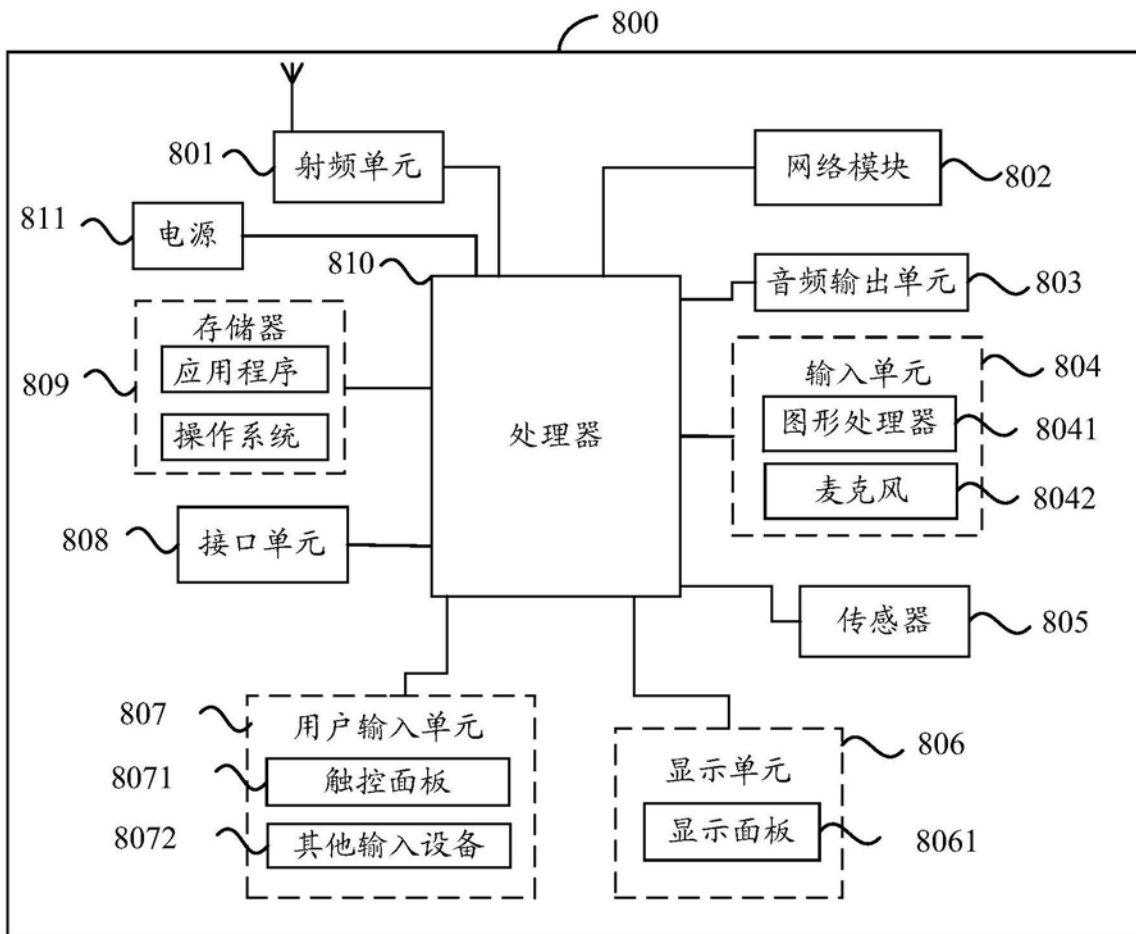 800
801
射频单元
网络模块
802
811
电源
810
音频输出单元
803
存储器
809
应用程序
操作系统
处理器
输入单元
804
图形处理器
8041
麦克风
8042
808
接口单元
传感器
805
807
用户输入单元
8071
触控面板
8072
其他输入设备
显示单元
806
显示面板
8061